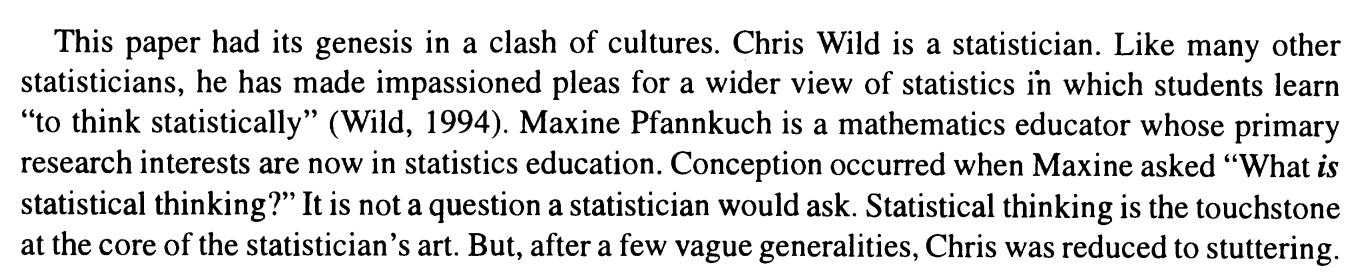 This paper had its genesis in a clash of cultures. Chris Wild is a statistician. Like many other
statisticians, he has made impassioned pleas for a wider view of statistics in which students learn
“to think statistically” (Wild, 1994). Maxine Pfannkuch is a mathematics educator whose primary
research interests are now in statistics education. Conception occurred when Maxine asked “What is
statistical thinking?” It is not a question a statistician would ask. Statistical thinking is the touchstone
at the core of the statistician’s art. But, after a few vague generalities, Chris was reduced to stuttering.